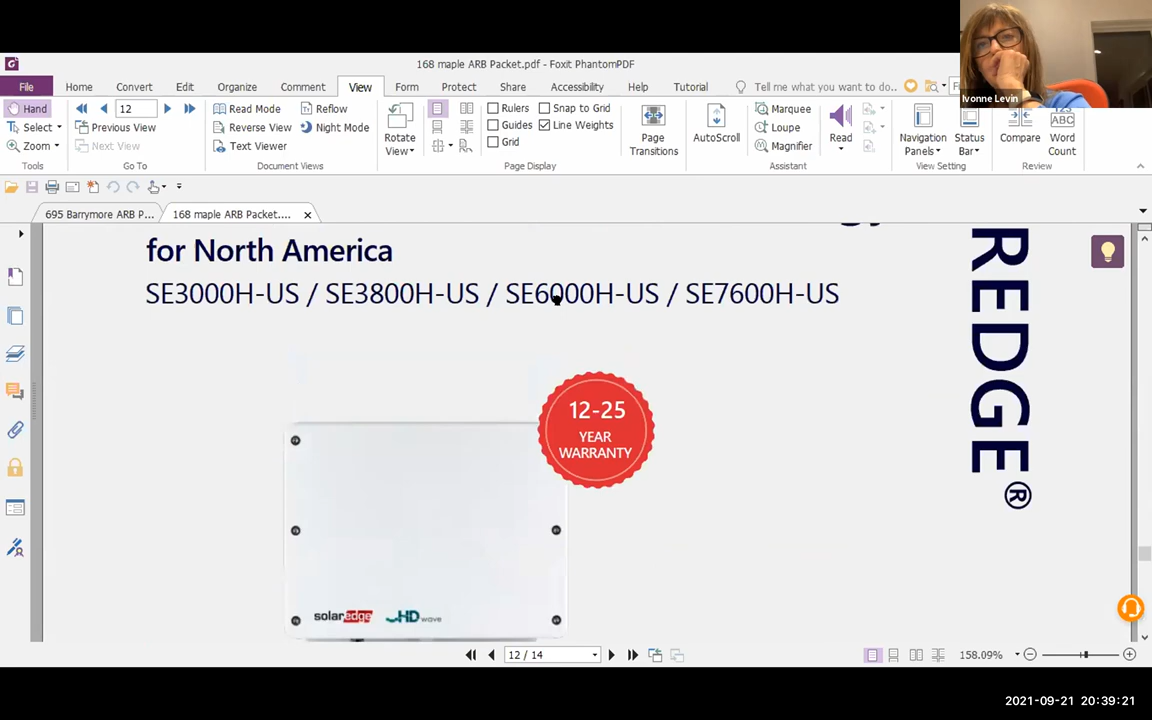 168 maple ARB Packet.pdf - Foxit PhantomPDF
File Home Convert Edit Organize Comment View Form Protect Share Accessibility Help Tutorial Tell me what you want to do..
Hand
Select
Zoom
Tools
12
Previous View
Next View
Go To
Read Mode
Reverse View
Text Viewer
Reflow
Night Mode
Document Views
Rotate
View
Rulers
Guides
Grid
Snap to Grid
Line Weights
Page Display
Page
Transitions
AutoScroll
Marquee
Loupe
Magnifier
Assistant
Read
Navigation
Panels
Status
Bar
View Setting
Compare
Word
Count
Review
Ivonne Levin
695 Barrymore ARB P...
168 maple ARB Packet....
for North America
SE3000H-US / SE3800H-US / SE6000H-US / SE7600H-US
REDGE®
12-25
YEAR
WARRANTY
solaredge HD wave
12 / 14
158.09%
2021-09-21 20:39:21